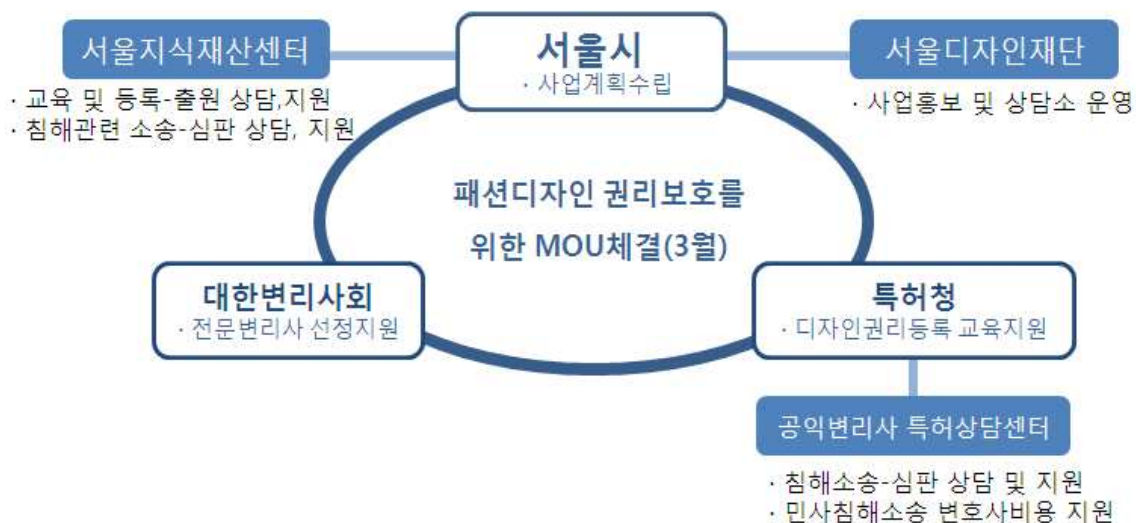 서울지식재산센터
· 교육 및 등록-출원 상담,지원
· 침해관련 소송-심판 상담, 지원
서울시
· 사업계획수립
서울디자인재단
· 사업홍보 및 상담소 운영
패션디자인 권리보호를
위한 MOU체결(3월)
대한변리사회
· 전문변리사 선정지원
특허청
· 디자인권리등록 교육지원
공익변리사 특허상담센터
· 침해소송-심판 상담 및 지원
· 민사침해소송 변호사비용 지원